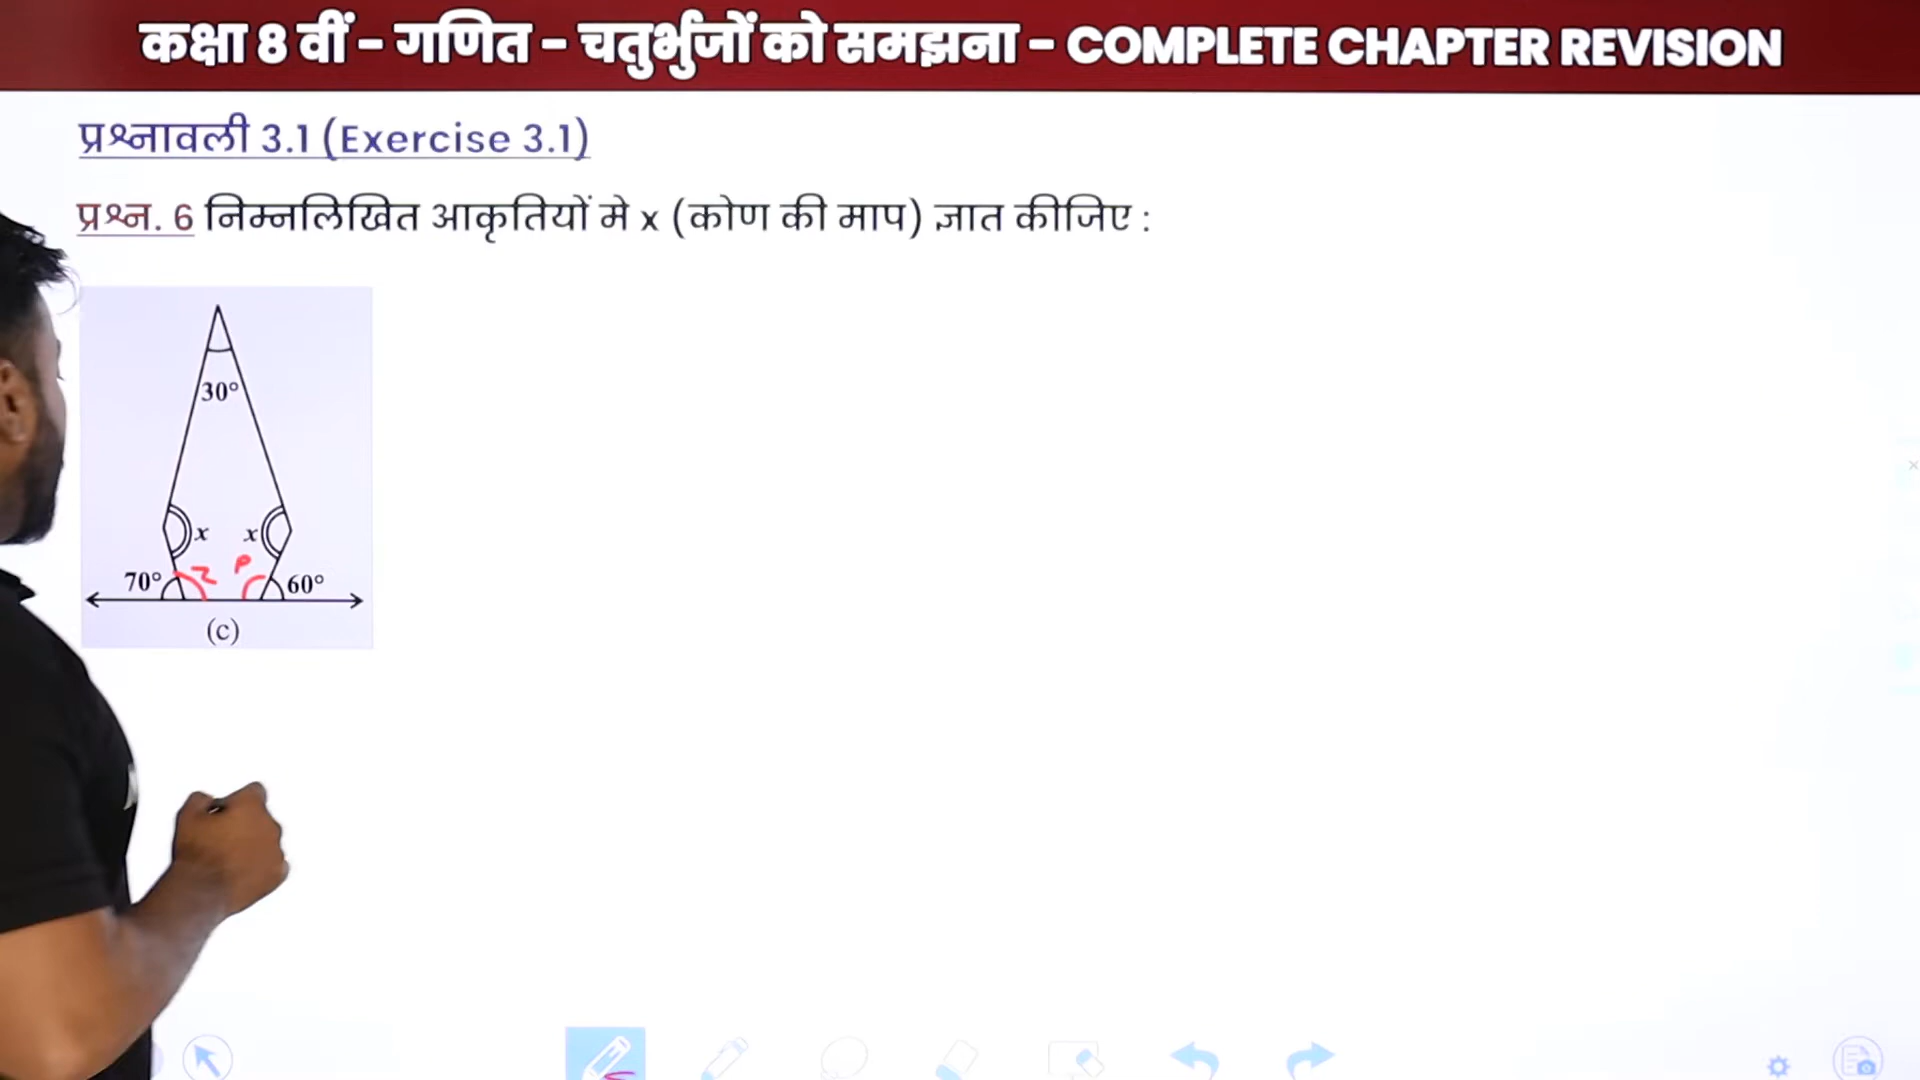 कक्षा 8 वीं - गणित - चतुर्भुजों को समझना - COMPLETE CHAPTER REVISION
प्रश्नावली 3.1 (Exercise 3.1)
प्रश्न. 6 निम्नलिखित आकृतियों मे x (कोण की माप) ज्ञात कीजिए :
30°
x x
z P
70° 60°
(c)